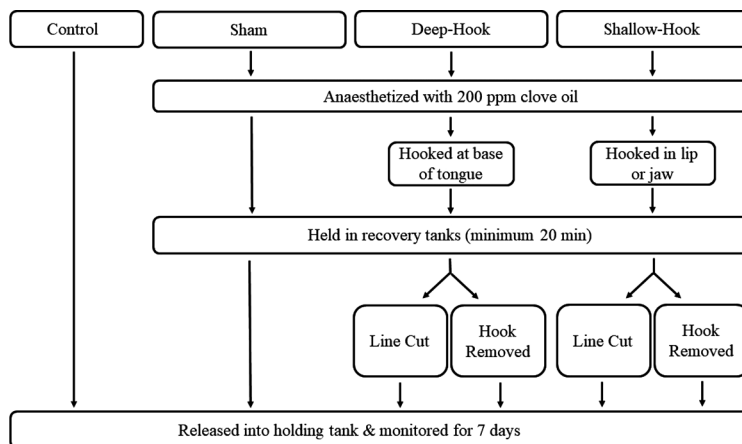 Control
Sham
Deep-Hook
Shallow-Hook
Anaesthetized with 200 ppm clove oil
Hooked at base
of tongue
Hooked in lip
or jaw
Held in recovery tanks (minimum 20 min)
Line Cut
Hook
Removed
Line Cut
Hook
Removed
Released into holding tank & monitored for 7 days